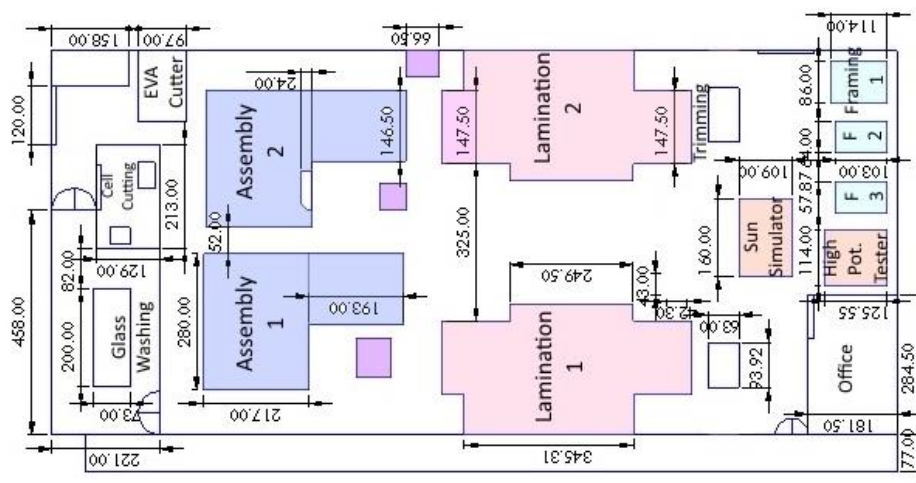 158.00
97.00
66.50
114.00
120.00
EVA
Cutter
24.00
146.50
147.50
Lamination
2
147.50
Trimming
86.00
Framing
1
Assembly
2
F
2
Cell
Cutting
213.00
109.00
103.00
57.87
F
3
52.00
325.00
160.00
Sun
Simulator
114.00
High
Pot.
Tester
129.00
82.00
458.00
200.00
Glass
Washing
73.00
280.00
Assembly
1
193.00
249.50
43.00
63.00
93.92
125.55
Office
284.50
217.00
Lamination
1
181.50
221.00
345.31
77.00